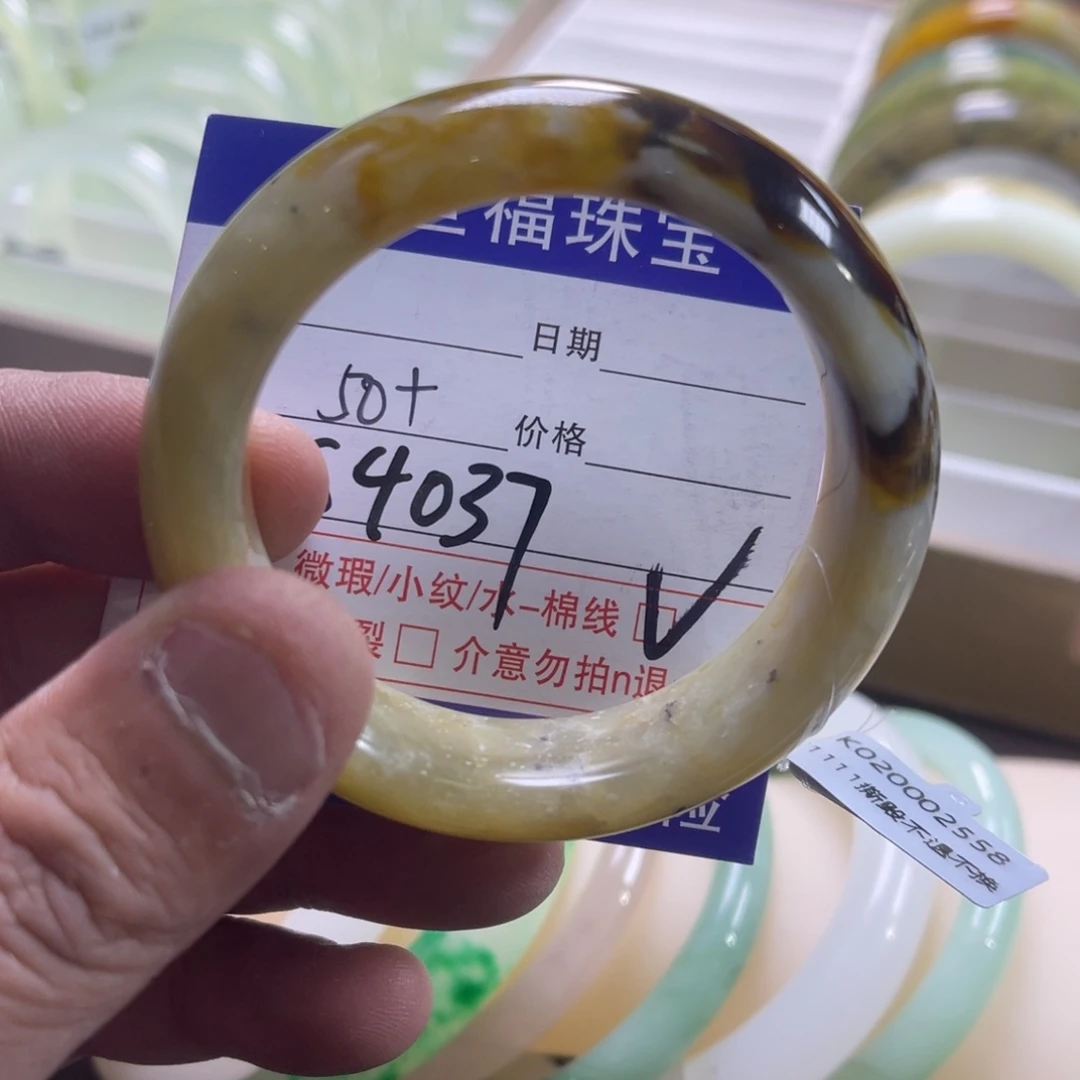 福珠宝
日期
50+
价格
4037
微瑕/小纹/水-棉线 □ √
裂 □ 介意勿拍n退
K020002558
1111撕毁不退不换